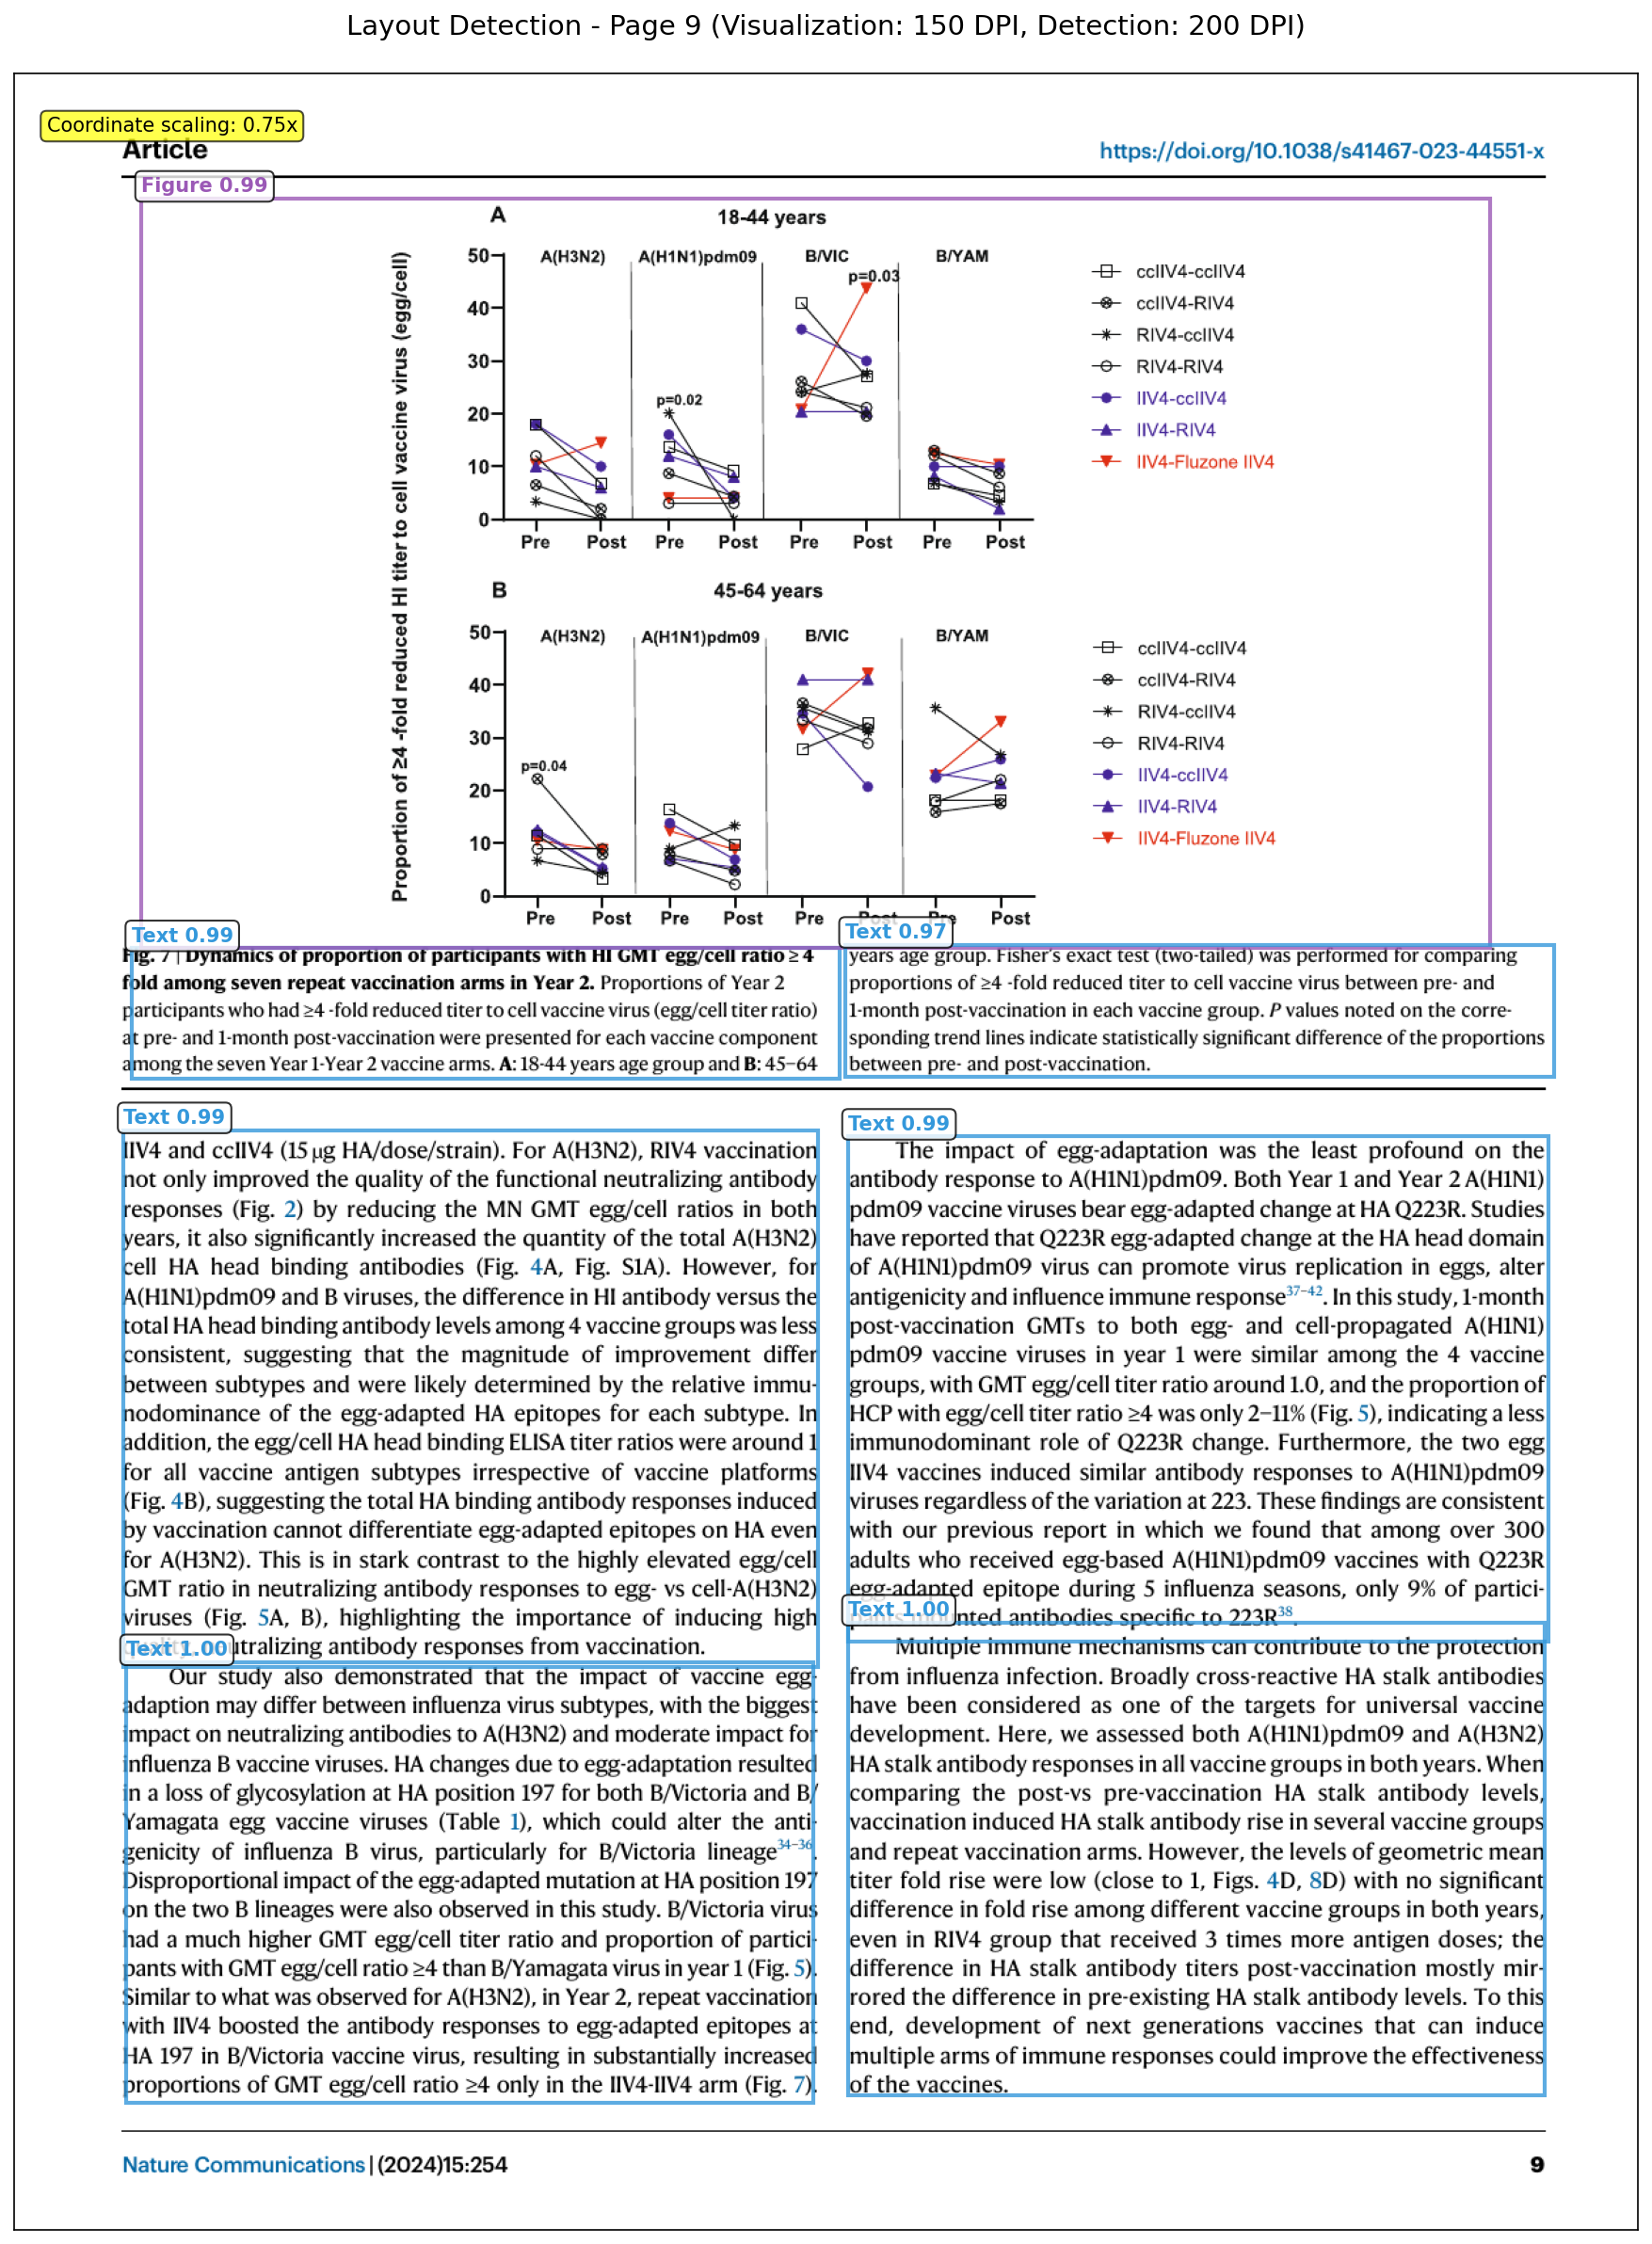 Layout Detection - Page 9 (Visualization: 150 DPI, Detection: 200 DPI)
Coordinate scaling: 0.75x
Article
https://doi.org/10.1038/s41467-023-44551-x
Figure 0.99
A
18-44 years
Proportion of ≥4 -fold reduced HI titer to cell vaccine virus (egg/cell)
A(H3N2) A(H1N1)pdm09 B/VIC B/YAM
50
40
30
20
10
0
p=0.02
p=0.03
Pre Post Pre Post Pre Post Pre Post
ccIIV4-ccIIV4
ccIIV4-RIV4
RIV4-ccIIV4
RIV4-RIV4
IIV4-ccIIV4
IIV4-RIV4
IIV4-Fluzone IIV4
B
45-64 years
A(H3N2) A(H1N1)pdm09 B/VIC B/YAM
50
40
30
20
10
0
p=0.04
Pre Post Pre Post Pre Post Pre Post
ccIIV4-ccIIV4
ccIIV4-RIV4
RIV4-ccIIV4
RIV4-RIV4
IIV4-ccIIV4
IIV4-RIV4
IIV4-Fluzone IIV4
Text 0.99
Fig. 7 | Dynamics of proportion of participants with HI GMT egg/cell ratio ≥ 4
fold among seven repeat vaccination arms in Year 2. Proportions of Year 2
participants who had ≥4 -fold reduced titer to cell vaccine virus (egg/cell titer ratio)
at pre- and 1-month post-vaccination were presented for each vaccine component
among the seven Year 1-Year 2 vaccine arms. A: 18-44 years age group and B: 45–64
Text 0.97
years age group. Fisher's exact test (two-tailed) was performed for comparing
proportions of ≥4 -fold reduced titer to cell vaccine virus between pre- and
1-month post-vaccination in each vaccine group. P values noted on the corre-
sponding trend lines indicate statistically significant difference of the proportions
between pre- and post-vaccination.
Text 0.99
IIV4 and ccIIV4 (15 μg HA/dose/strain). For A(H3N2), RIV4 vaccination
not only improved the quality of the functional neutralizing antibody
responses (Fig. 2) by reducing the MN GMT egg/cell ratios in both
years, it also significantly increased the quantity of the total A(H3N2)
cell HA head binding antibodies (Fig. 4A, Fig. S1A). However, for
A(H1N1)pdm09 and B viruses, the difference in HI antibody versus the
total HA head binding antibody levels among 4 vaccine groups was less
consistent, suggesting that the magnitude of improvement differ
between subtypes and were likely determined by the relative immu-
nodominance of the egg-adapted HA epitopes for each subtype. In
addition, the egg/cell HA head binding ELISA titer ratios were around 1
for all vaccine antigen subtypes irrespective of vaccine platforms
(Fig. 4B), suggesting the total HA binding antibody responses induced
by vaccination cannot differentiate egg-adapted epitopes on HA even
for A(H3N2). This is in stark contrast to the highly elevated egg/cell
GMT ratio in neutralizing antibody responses to egg- vs cell-A(H3N2)
viruses (Fig. 5A, B), highlighting the importance of inducing high
quality neutralizing antibody responses from vaccination.
Text 1.00
Our study also demonstrated that the impact of vaccine egg-
adaption may differ between influenza virus subtypes, with the biggest
impact on neutralizing antibodies to A(H3N2) and moderate impact for
influenza B vaccine viruses. HA changes due to egg-adaptation resulted
in a loss of glycosylation at HA position 197 for both B/Victoria and B/
Yamagata egg vaccine viruses (Table 1), which could alter the anti-
genicity of influenza B virus, particularly for B/Victoria lineage34–36.
Disproportional impact of the egg-adapted mutation at HA position 197
on the two B lineages were also observed in this study. B/Victoria virus
had a much higher GMT egg/cell titer ratio and proportion of partici-
pants with GMT egg/cell ratio ≥4 than B/Yamagata virus in year 1 (Fig. 5).
Similar to what was observed for A(H3N2), in Year 2, repeat vaccination
with IIV4 boosted the antibody responses to egg-adapted epitopes at
HA 197 in B/Victoria vaccine virus, resulting in substantially increased
proportions of GMT egg/cell ratio ≥4 only in the IIV4-IIV4 arm (Fig. 7).
Text 0.99
The impact of egg-adaptation was the least profound on the
antibody response to A(H1N1)pdm09. Both Year 1 and Year 2 A(H1N1)
pdm09 vaccine viruses bear egg-adapted change at HA Q223R. Studies
have reported that Q223R egg-adapted change at the HA head domain
of A(H1N1)pdm09 virus can promote virus replication in eggs, alter
antigenicity and influence immune response37–42. In this study, 1-month
post-vaccination GMTs to both egg- and cell-propagated A(H1N1)
pdm09 vaccine viruses in year 1 were similar among the 4 vaccine
groups, with GMT egg/cell titer ratio around 1.0, and the proportion of
HCP with egg/cell titer ratio ≥4 was only 2–11% (Fig. 5), indicating a less
immunodominant role of Q223R change. Furthermore, the two egg
IIV4 vaccines induced similar antibody responses to A(H1N1)pdm09
viruses regardless of the variation at 223. These findings are consistent
with our previous report in which we found that among over 300
adults who received egg-based A(H1N1)pdm09 vaccines with Q223R
egg-adapted epitope during 5 influenza seasons, only 9% of partici-
pants mounted antibodies specific to 223R38.
Text 1.00
Multiple immune mechanisms can contribute to the protection
from influenza infection. Broadly cross-reactive HA stalk antibodies
have been considered as one of the targets for universal vaccine
development. Here, we assessed both A(H1N1)pdm09 and A(H3N2)
HA stalk antibody responses in all vaccine groups in both years. When
comparing the post-vs pre-vaccination HA stalk antibody levels,
vaccination induced HA stalk antibody rise in several vaccine groups
and repeat vaccination arms. However, the levels of geometric mean
titer fold rise were low (close to 1, Figs. 4D, 8D) with no significant
difference in fold rise among different vaccine groups in both years,
even in RIV4 group that received 3 times more antigen doses; the
difference in HA stalk antibody titers post-vaccination mostly mir-
rored the difference in pre-existing HA stalk antibody levels. To this
end, development of next generations vaccines that can induce
multiple arms of immune responses could improve the effectiveness
of the vaccines.
Nature Communications | (2024)15:254
9